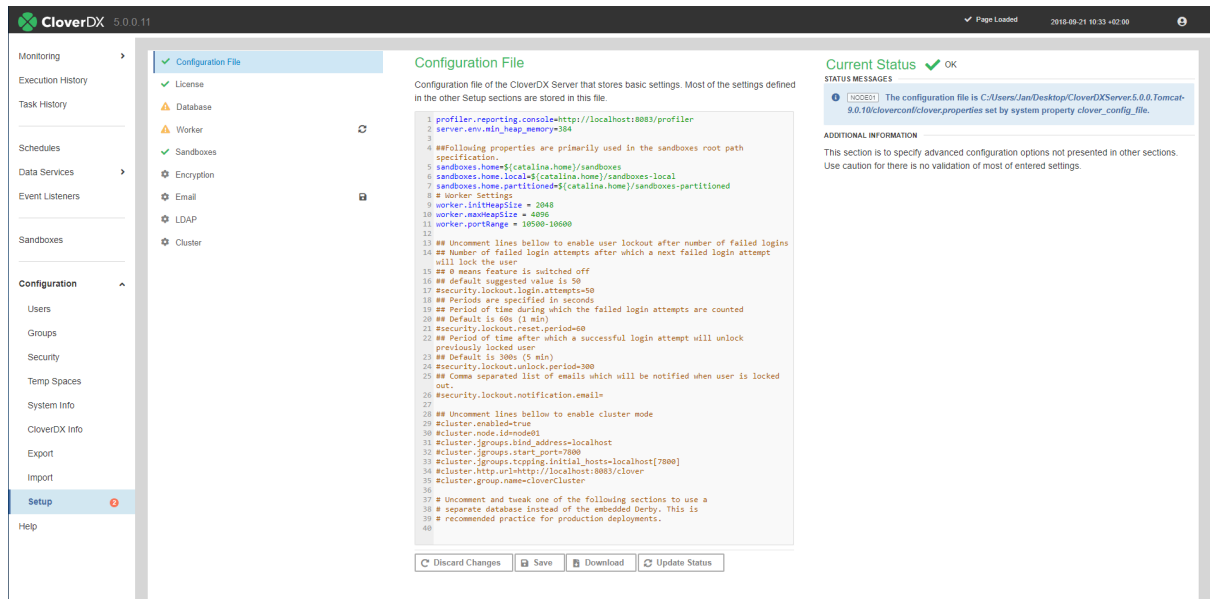 CloverDX 5.0.0.11
Page Loaded
2018-09-21 10:33 +02:00
Monitoring
Execution History
Task History
Schedules
Data Services
Event Listeners
Sandboxes
Configuration
Users
Groups
Security
Temp Spaces
System Info
CloverDX Info
Export
Import
Setup 2
Help
Configuration File
License
Database
Worker
Sandboxes
Encryption
Email
LDAP
Cluster
Configuration File
Configuration file of the CloverDX Server that stores basic settings. Most of the settings defined
in the other Setup sections are stored in this file.
1 profiler.reporting.console=http://localhost:8083/profiler
2 server.env.min_heap_memory=384
3
4 ##Following properties are primarily used in the sandboxes root path
specification.
5 sandboxes.home=${catalina.home}/sandboxes
6 sandboxes.home.local=${catalina.home}/sandboxes-local
7 sandboxes.home.partitioned=${catalina.home}/sandboxes-partitioned
8 # Worker Settings
9 worker.initHeapSize = 2048
10 worker.maxHeapSize = 4096
11 worker.portRange = 10500-10600
12
13 ## Uncomment lines bellow to enable user lockout after number of failed logins
14 ## Number of failed login attempts after which a next failed login attempt
will lock the user
15 ## 0 means feature is switched off
16 ## default suggested value is 50
17 #security.lockout.login.attempts=50
18 ## Periods are specified in seconds
19 ## Period of time during which the failed login attempts are counted
20 ## Default is 60s (1 min)
21 #security.lockout.reset.period=60
22 ## Period of time after which a successful login attempt will unlock
previously locked user
23 ## Default is 300s (5 min)
24 #security.lockout.unlock.period=300
25 ## Comma separated list of emails which will be notified when user is locked
out.
26 #security.lockout.notification.email=
27
28 ## Uncomment lines bellow to enable cluster mode
29 #cluster.enabled=true
30 #cluster.node.id=node01
31 #cluster.jgroups.bind_address=localhost
32 #cluster.jgroups.start_port=7800
33 #cluster.jgroups.tcpping.initial_hosts=localhost[7800]
34 #cluster.http.url=http://localhost:8083/clover
35 #cluster.group.name=cloverCluster
36
37 # Uncomment and tweak one of the following sections to use a
38 # separate database instead of the embedded Derby. This is
39 # recommended practice for production deployments.
40
Discard Changes
Save
Download
Update Status
Current Status OK
STATUS MESSAGES
NODE01 The configuration file is C:/Users/Jan/Desktop/CloverDXServer.5.0.0.Tomcat-
9.0.10/cloverconf/clover.properties set by system property clover_config_file.
ADDITIONAL INFORMATION
This section is to specify advanced configuration options not presented in other sections.
Use caution for there is no validation of most of entered settings.